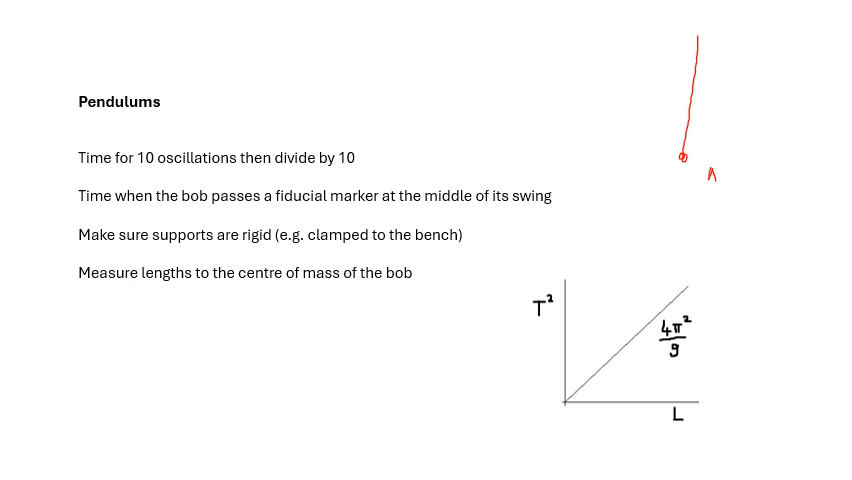 Pendulums
Time for 10 oscillations then divide by 10
Time when the bob passes a fiducial marker at the middle of its swing
Make sure supports are rigid (e.g. clamped to the bench)
Measure lengths to the centre of mass of the bob
T²
4π²
g
L